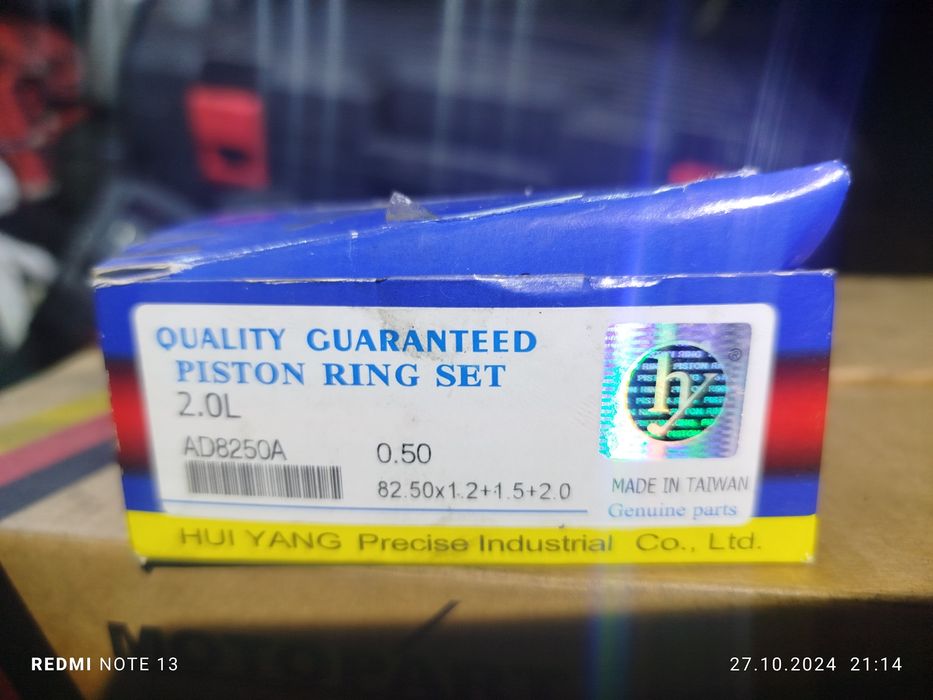 QUALITY GUARANTEED
PISTON RING SET
2.0L
AD8250A
0.50
82.50x1.2+1.5+2.0
hy
®
MADE IN TAIWAN
Genuine parts
HUI YANG Precise Industrial Co., Ltd.
REDMI NOTE 13
27.10.2024 21:14